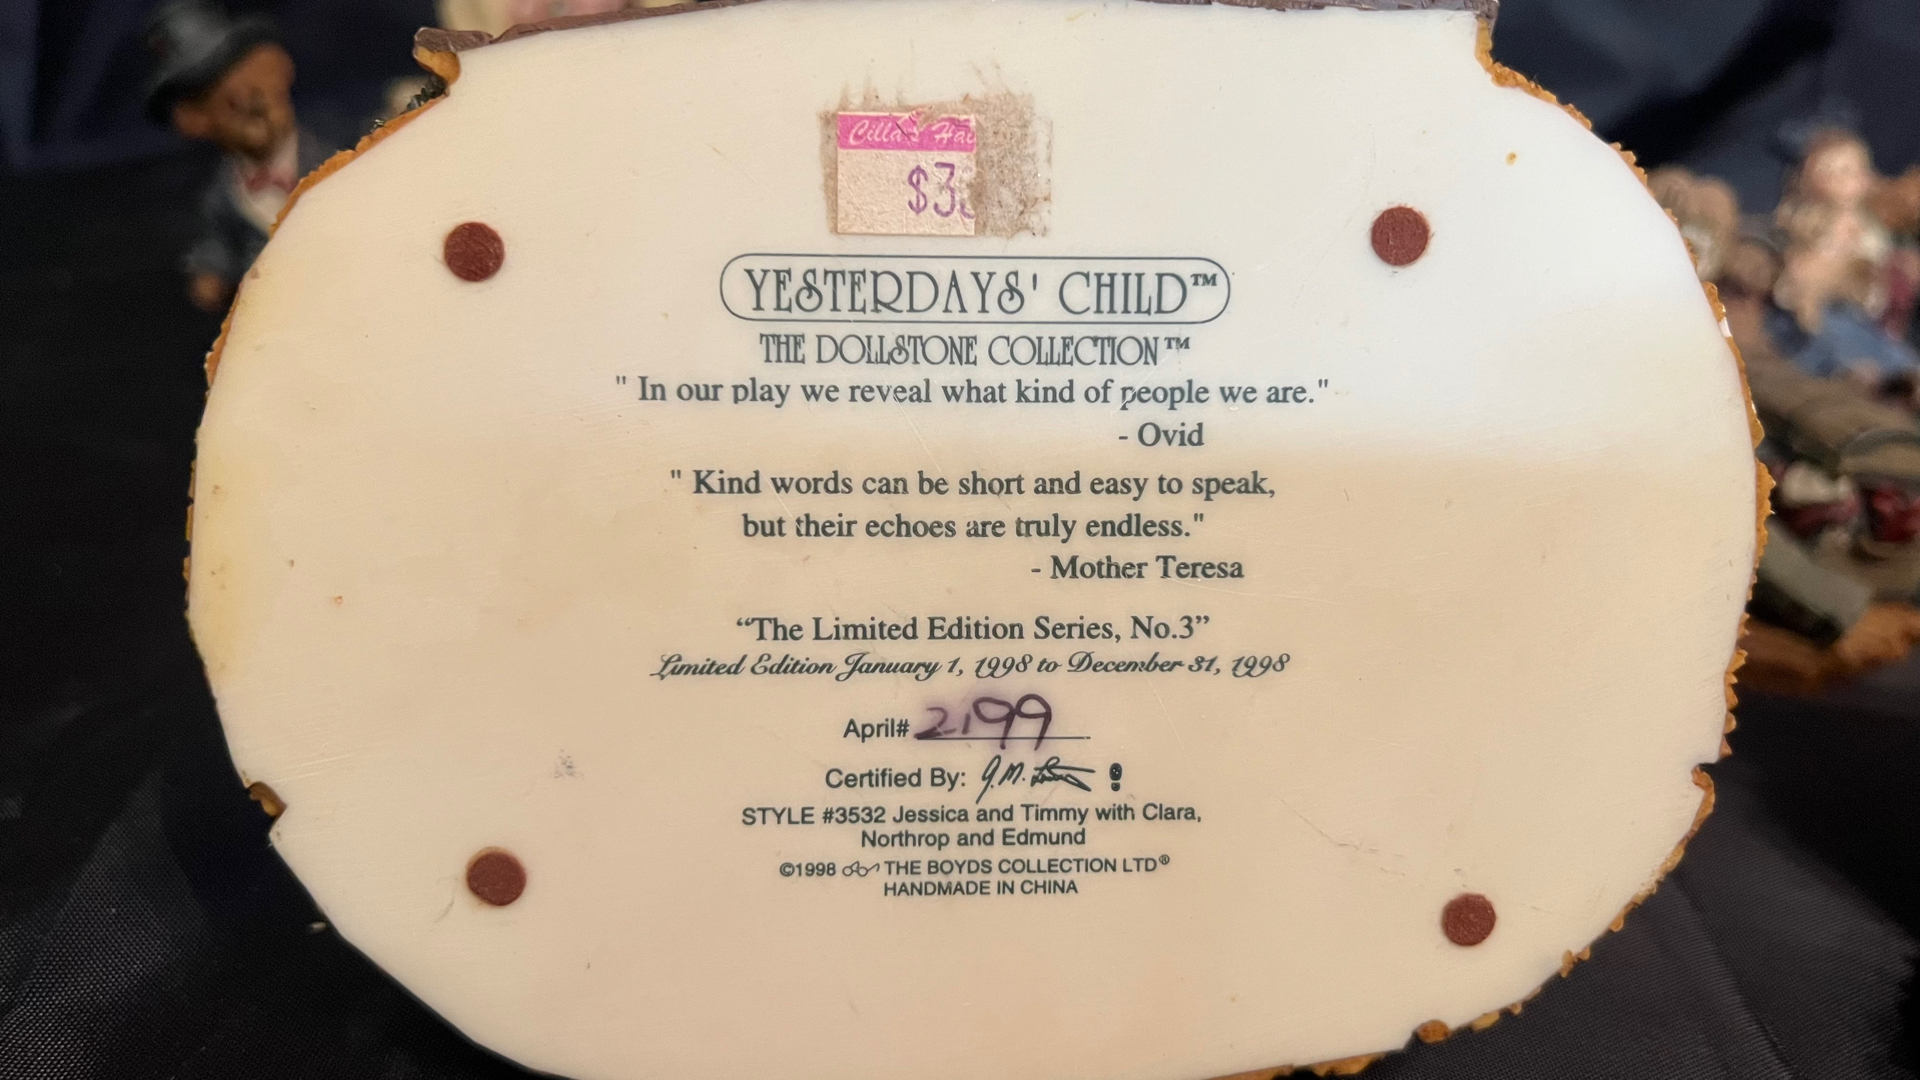 Cilla's
$3
YESTERDAYS' CHILD™
THE DOLLSTONE COLLECTION™
" In our play we reveal what kind of people we are."
- Ovid
" Kind words can be short and easy to speak,
but their echoes are truly endless."
- Mother Teresa
“The Limited Edition Series, No.3”
Limited Edition January 1, 1998 to December 31, 1998
April# 2199
Certified By: G.M.
STYLE #3532 Jessica and Timmy with Clara,
Northrop and Edmund
©1998 THE BOYDS COLLECTION LTD®
HANDMADE IN CHINA